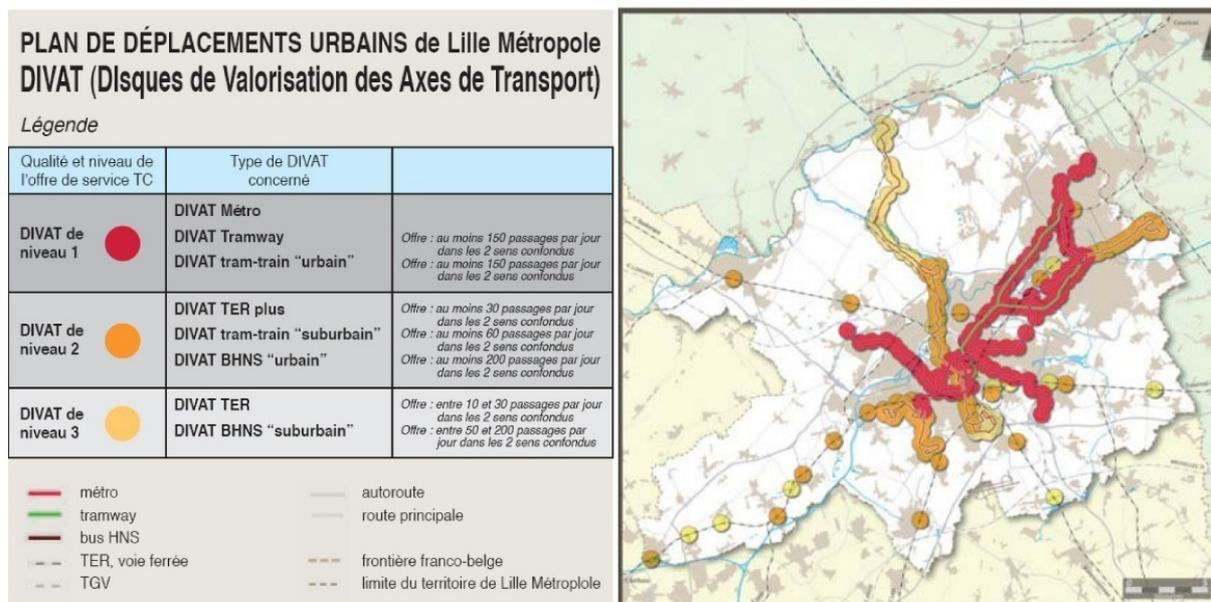 PLAN DE DÉPLACEMENTS URBAINS de Lille Métropole
DIVAT (DIsques de Valorisation des Axes de Transport)
Légende
Qualité et niveau de
l'offre de service TC
Type de DIVAT
concerné
DIVAT de
niveau 1
DIVAT Métro
DIVAT Tramway
DIVAT tram-train “urbain”
Offre : au moins 150 passages par jour
dans les 2 sens confondus
Offre : au moins 150 passages par jour
dans les 2 sens confondus
DIVAT de
niveau 2
DIVAT TER plus
DIVAT tram-train “suburbain”
DIVAT BHNS “urbain”
Offre : au moins 30 passages par jour
dans les 2 sens confondus
Offre : au moins 60 passages par jour
dans les 2 sens confondus
Offre : au moins 200 passages par jour
dans les 2 sens confondus
DIVAT de
niveau 3
DIVAT TER
DIVAT BHNS “suburbain”
Offre : entre 10 et 30 passages par jour
dans les 2 sens confondus
Offre : entre 50 et 200 passages par
jour dans les 2 sens confondus
métro
tramway
bus HNS
TER, voie ferrée
TGV
autoroute
route principale
frontière franco-belge
limite du territoire de Lille Métroplole
Courtrai